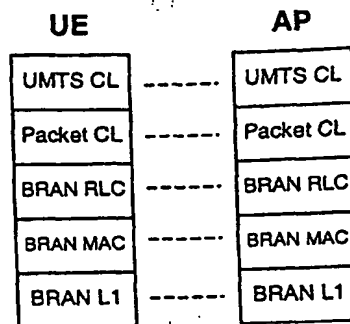 UE AP
UMTS CL UMTS CL
Packet CL Packet CL
BRAN RLC BRAN RLC
BRAN MAC BRAN MAC
BRAN L1 BRAN L1